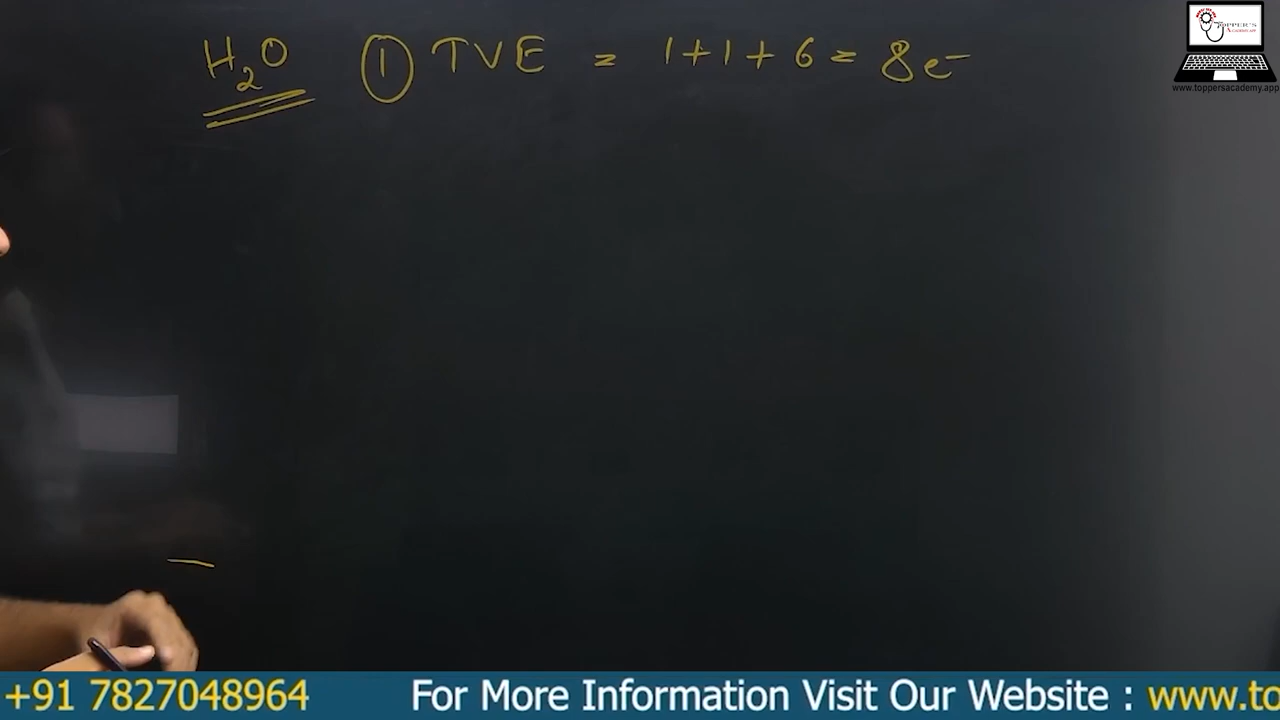 H₂O ① TVE = 1+1+6 = 8e⁻
TOPPER'S
www.toppersacademy.app
+91 7827048964 For More Information Visit Our Website : www.to